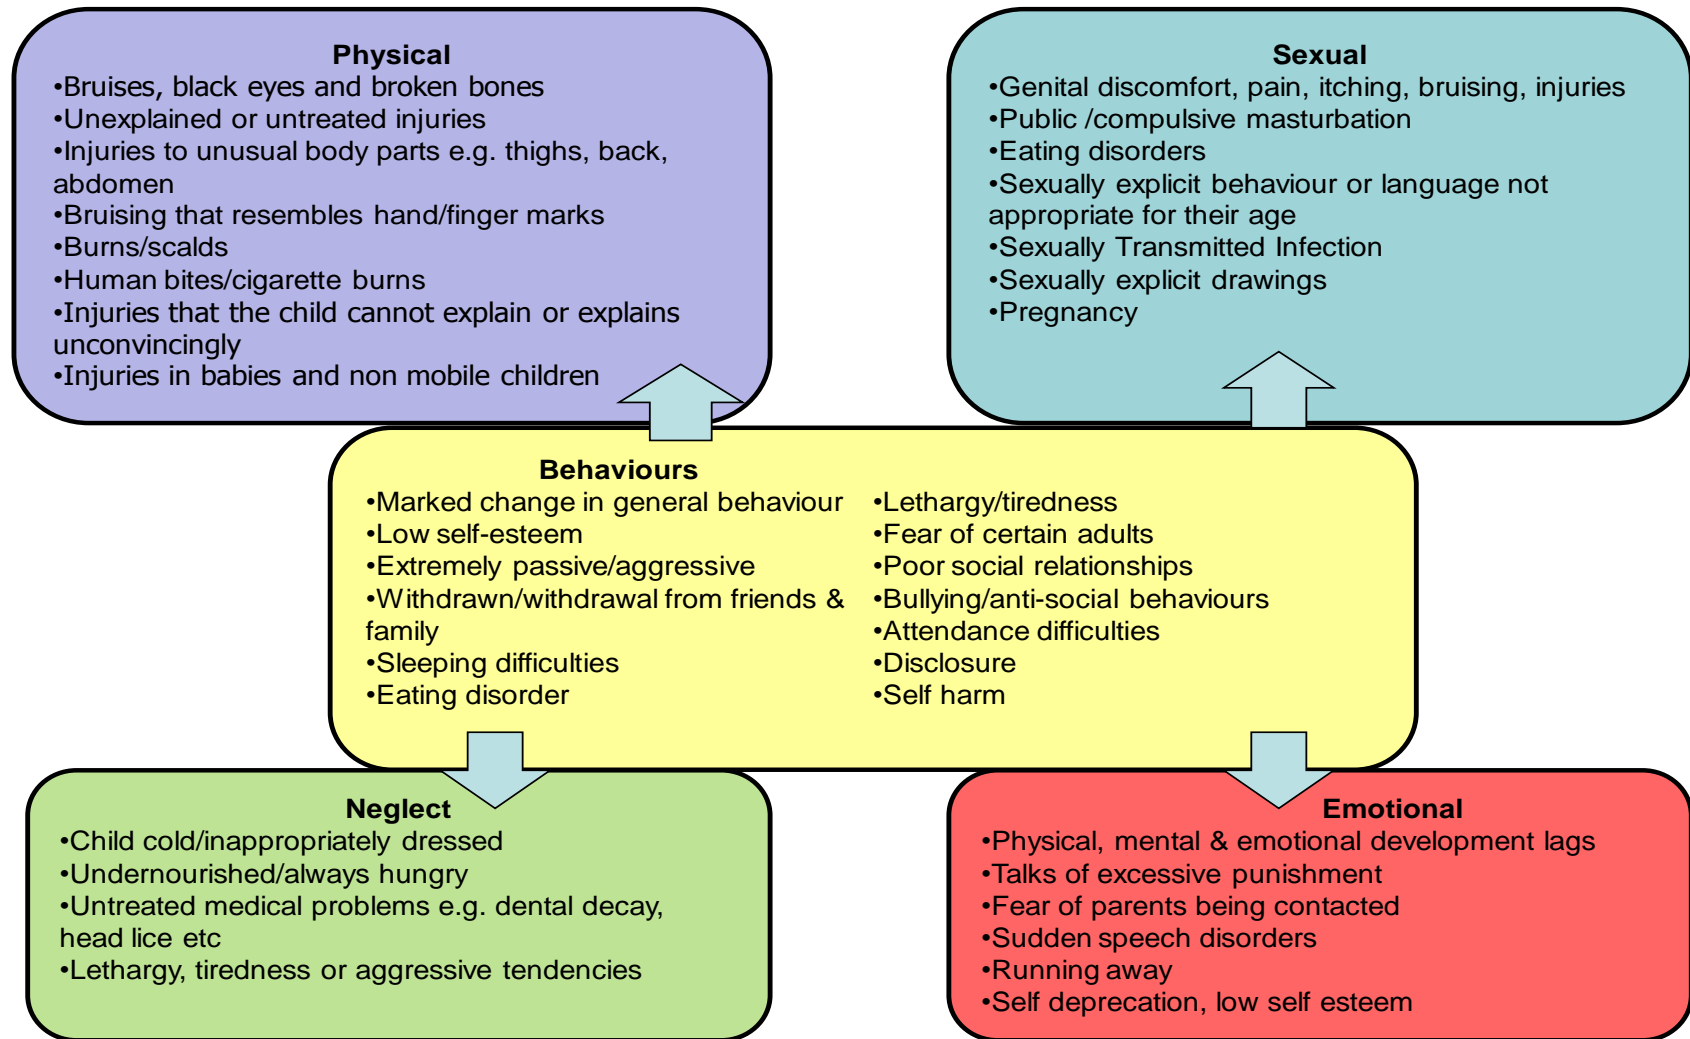 Physical
•Bruises, black eyes and broken bones
•Unexplained or untreated injuries
•Injuries to unusual body parts e.g. thighs, back,
abdomen
•Bruising that resembles hand/finger marks
•Burns/scalds
•Human bites/cigarette burns
•Injuries that the child cannot explain or explains
unconvincingly
•Injuries in babies and non mobile children
Sexual
•Genital discomfort, pain, itching, bruising, injuries
•Public /compulsive masturbation
•Eating disorders
•Sexually explicit behaviour or language not
appropriate for their age
•Sexually Transmitted Infection
•Sexually explicit drawings
•Pregnancy
Behaviours
•Marked change in general behaviour
•Low self-esteem
•Extremely passive/aggressive
•Withdrawn/withdrawal from friends &
family
•Sleeping difficulties
•Eating disorder
•Lethargy/tiredness
•Fear of certain adults
•Poor social relationships
•Bullying/anti-social behaviours
•Attendance difficulties
•Disclosure
•Self harm
Neglect
•Child cold/inappropriately dressed
•Undernourished/always hungry
•Untreated medical problems e.g. dental decay,
head lice etc
•Lethargy, tiredness or aggressive tendencies
Emotional
•Physical, mental & emotional development lags
•Talks of excessive punishment
•Fear of parents being contacted
•Sudden speech disorders
•Running away
•Self deprecation, low self esteem